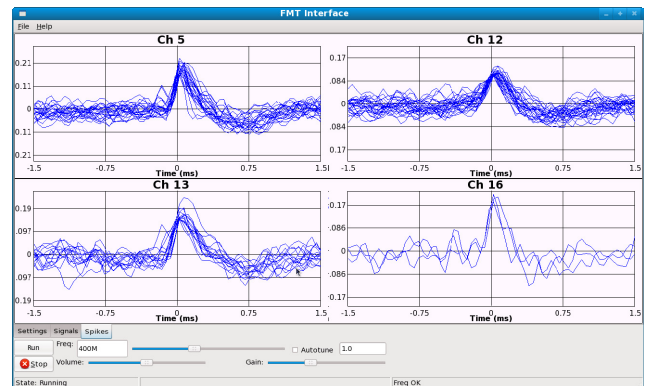 FMT Interface
File Help
Ch 5
0.21
0.11
0
0.11
0.21
-1.5 -0.75 0 0.75 1.5
Time (ms)
Ch 12
0.17
.084
0
.084
0.17
-1.5 -0.75 0 0.75 1.5
Time (ms)
Ch 13
0.19
.097
0
.097
0.19
-1.5 -0.75 0 0.75 1.5
Time (ms)
Ch 16
0.17
.086
0
.086
0.17
-1.5 -0.75 0 0.75 1.5
Time (ms)
Settings Signals Spikes
Run Freq: 400M Autotune 1.0
Stop Volume: Gain:
State: Running Freq OK